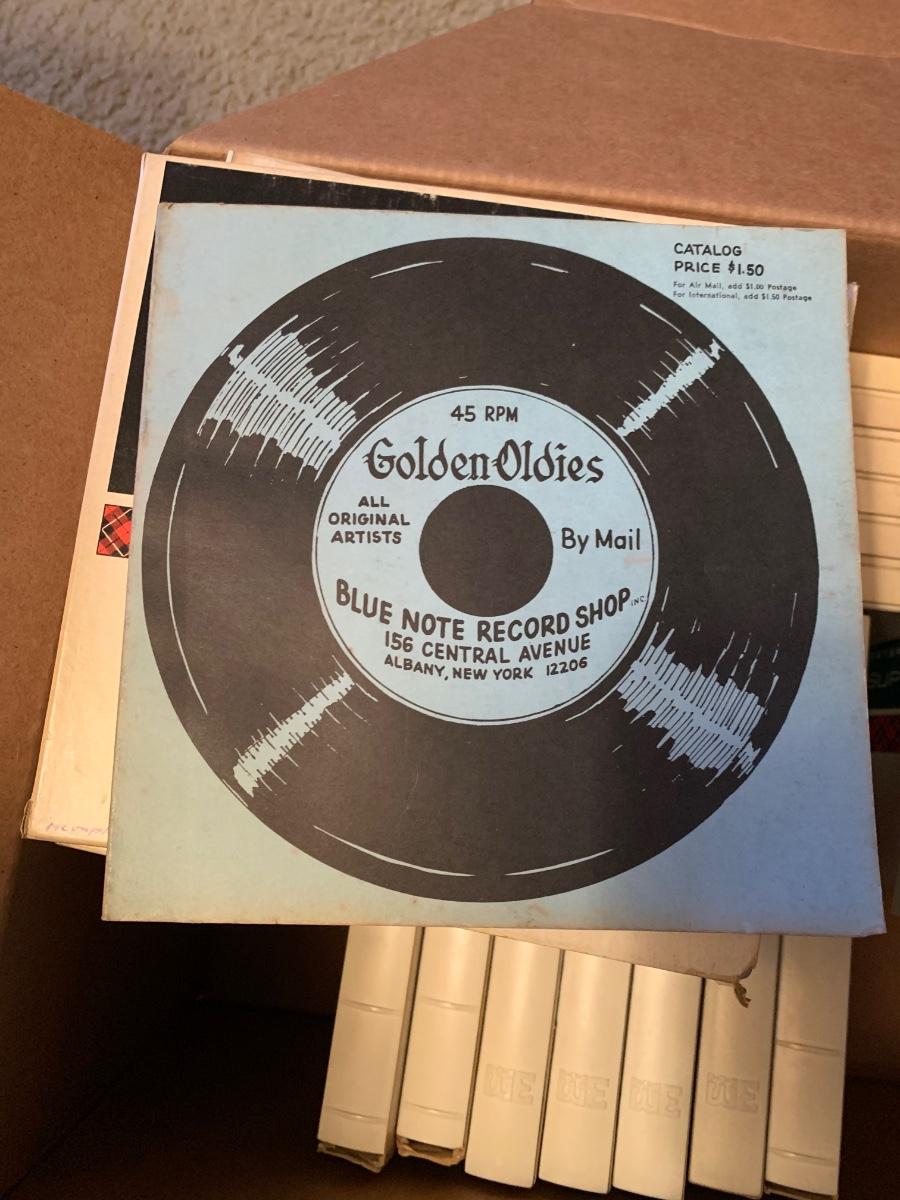 CATALOG
PRICE $1.50
For Air Mail, add $1.00 Postage
For International, add $1.50 Postage
45 RPM
Golden Oldies
ALL
ORIGINAL
ARTISTS
By Mail
BLUE NOTE RECORD SHOP INC.
156 CENTRAL AVENUE
ALBANY, NEW YORK 12206